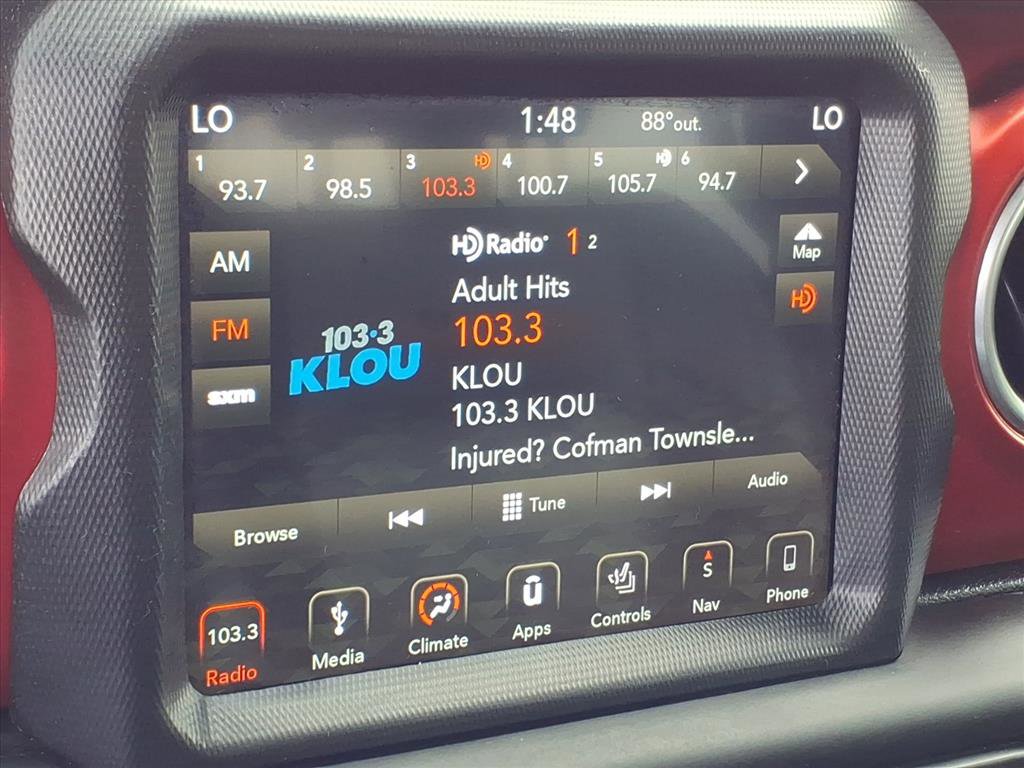 LO 1:48 88° out. LO
1 93.7 2 98.5 3 HD 103.3 4 100.7 5 HD 105.7 6 94.7
HD Radio 1 2
Map
AM
Adult Hits
HD
FM
103.3
103.3
KLOU
KLOU
sxm
103.3 KLOU
Injured? Cofman Townsle...
Browse Tune Audio
103.3 S
Radio Media Climate Apps Controls Nav Phone